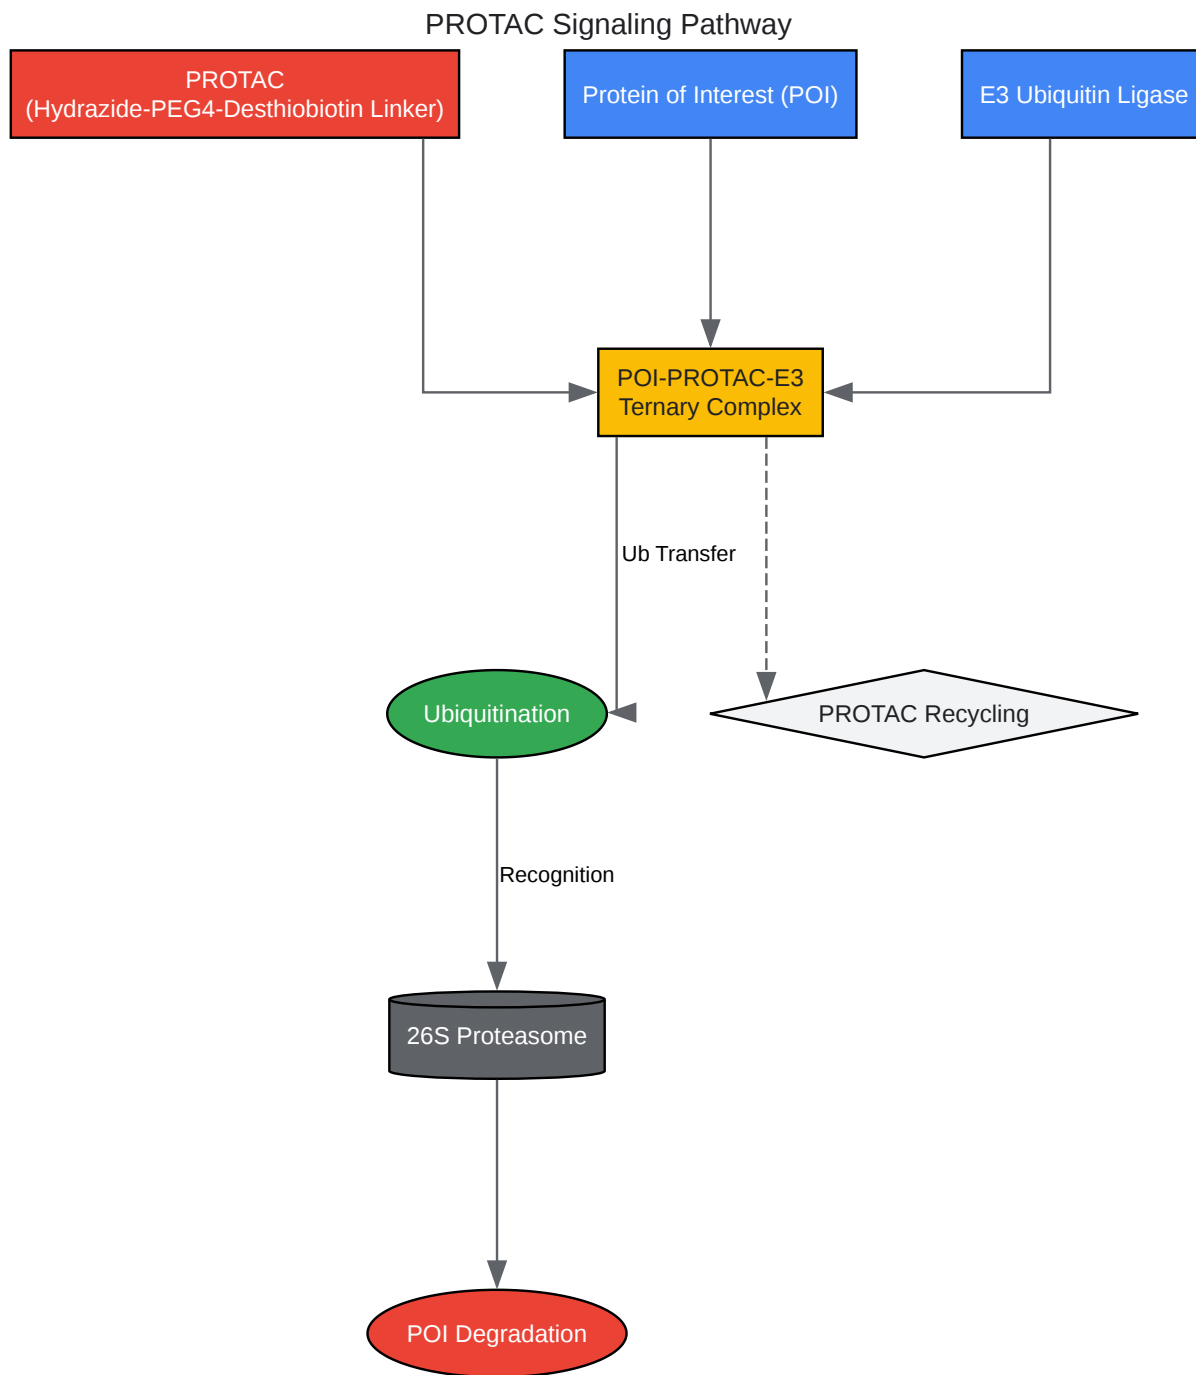 PROTAC Signaling Pathway
PROTAC
(Hydrazide-PEG4-Desthiobiotin Linker)
Protein of Interest (POI)
E3 Ubiquitin Ligase
POI-PROTAC-E3
Ternary Complex
Ub Transfer
Ubiquitination
PROTAC Recycling
Recognition
26S Proteasome
POI Degradation